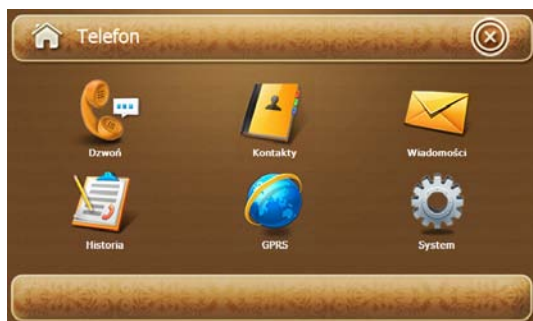 Telefon
Dzwoń
Kontakty
Wiadomości
Historia
GPRS
System